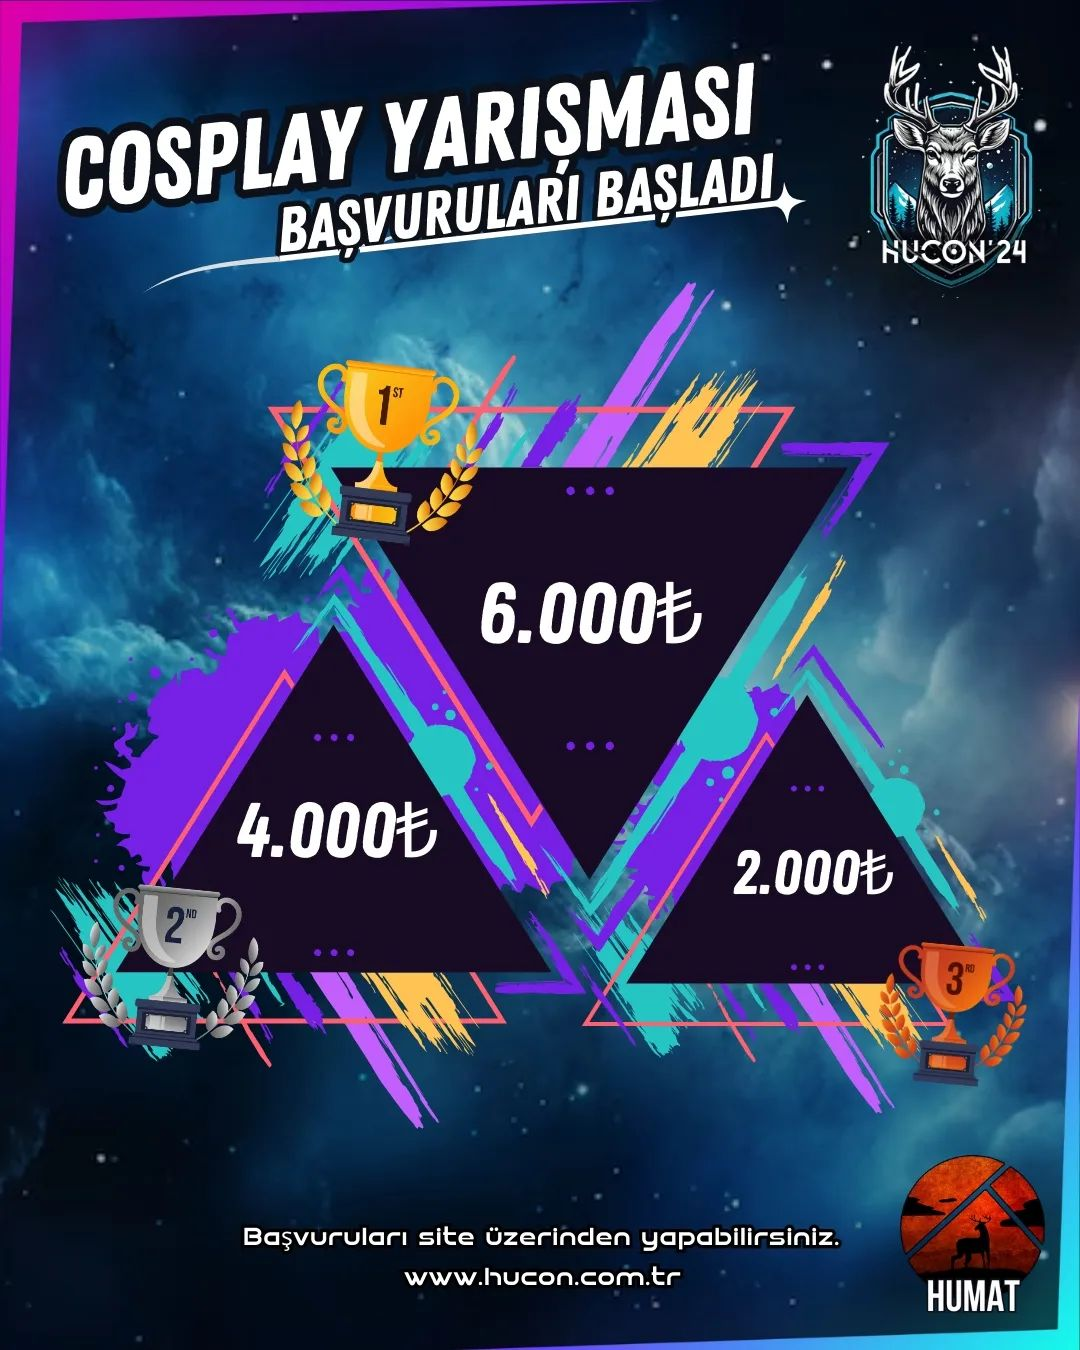 COSPLAY YARIŞMASI
BAŞVURULARI BAŞLADI
HUCON'24
1ST
6.000₺
4.000₺
2.000₺
2ND
3RD
Başvuruları site üzerinden yapabilirsiniz.
www.hucon.com.tr
HUMAT